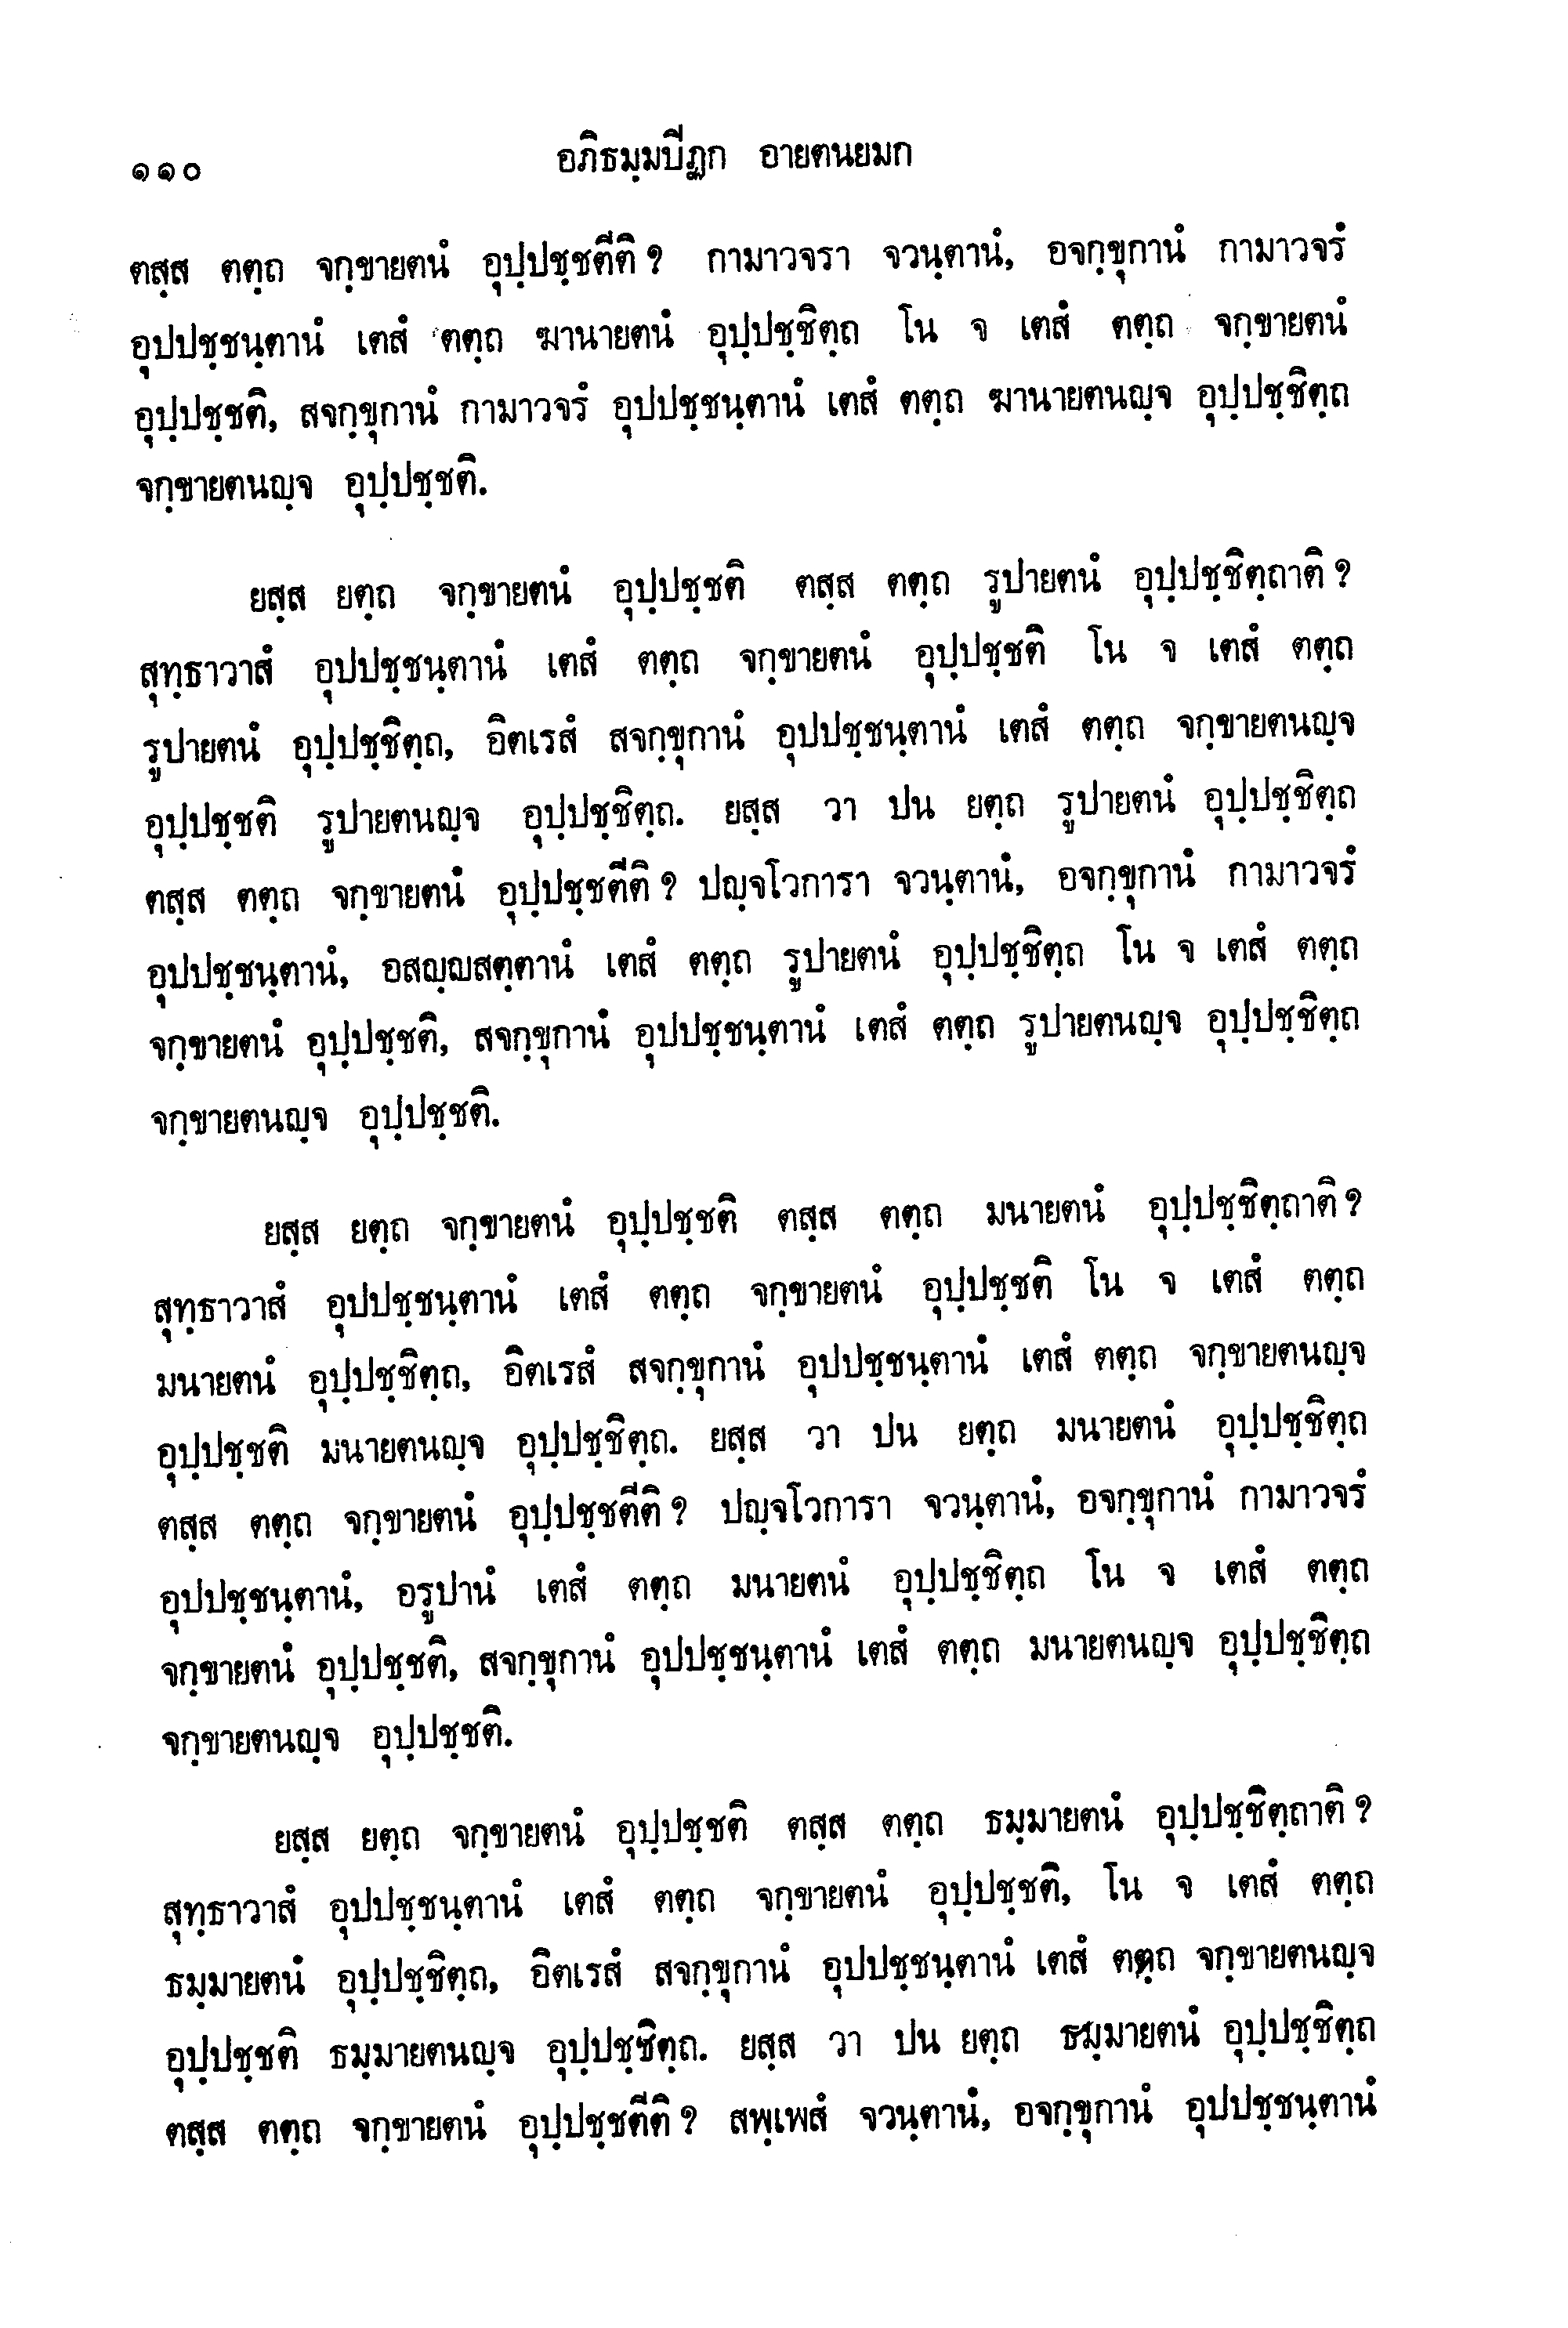 ๑๑๐ อภิธมฺมปิฏก อายตนยมก
ตสฺส ตตฺถ จกฺขายตนํ อุปฺปชฺชตีติ ? กามาวจรา จวนฺตานํ, อจกฺขุกานํ กามาวจรํ
อุปปชฺชนฺตานํ เตสํ ตตฺถ ฆานายตนํ อุปฺปชฺชิตฺถ โน จ เตสํ ตตฺถ จกฺขายตนํ
อุปฺปชฺชติ, สจกฺขุกานํ กามาวจรํ อุปปชฺชนฺตานํ เตสํ ตตฺถ ฆานายตนญฺจ อุปฺปชฺชิตฺถ
จกฺขายตนญฺจ อุปฺปชฺชติ.
ยสฺส ยตฺถ จกฺขายตนํ อุปฺปชฺชติ ตสฺส ตตฺถ รูปายตนํ อุปฺปชฺชิตฺถาติ ?
สุทฺธาวาสํ อุปปชฺชนฺตานํ เตสํ ตตฺถ จกฺขายตนํ อุปฺปชฺชติ โน จ เตสํ ตตฺถ
รูปายตนํ อุปฺปชฺชิตฺถ, อิตเรสํ สจกฺขุกานํ อุปปชฺชนฺตานํ เตสํ ตตฺถ จกฺขายตนญฺจ
อุปฺปชฺชติ รูปายตนญฺจ อุปฺปชฺชิตฺถ. ยสฺส วา ปน ยตฺถ รูปายตนํ อุปฺปชฺชิตฺถ
ตสฺส ตตฺถ จกฺขายตนํ อุปฺปชฺชตีติ ? ปญฺจโวการา จวนฺตานํ, อจกฺขุกานํ กามาวจรํ
อุปปชฺชนฺตานํ, อสญฺญสตฺตานํ เตสํ ตตฺถ รูปายตนํ อุปฺปชฺชิตฺถ โน จ เตสํ ตตฺถ
จกฺขายตนํ อุปฺปชฺชติ, สจกฺขุกานํ อุปปชฺชนฺตานํ เตสํ ตตฺถ รูปายตนญฺจ อุปฺปชฺชิตฺถ
จกฺขายตนญฺจ อุปฺปชฺชติ.
ยสฺส ยตฺถ จกฺขายตนํ อุปฺปชฺชติ ตสฺส ตตฺถ มนายตนํ อุปฺปชฺชิตฺถาติ ?
สุทฺธาวาสํ อุปปชฺชนฺตานํ เตสํ ตตฺถ จกฺขายตนํ อุปฺปชฺชติ โน จ เตสํ ตตฺถ
มนายตนํ อุปฺปชฺชิตฺถ, อิตเรสํ สจกฺขุกานํ อุปปชฺชนฺตานํ เตสํ ตตฺถ จกฺขายตนญฺจ
อุปฺปชฺชติ มนายตนญฺจ อุปฺปชฺชิตฺถ. ยสฺส วา ปน ยตฺถ มนายตนํ อุปฺปชฺชิตฺถ
ตสฺส ตตฺถ จกฺขายตนํ อุปฺปชฺชตีติ ? ปญฺจโวการา จวนฺตานํ, อจกฺขุกานํ กามาวจรํ
อุปปชฺชนฺตานํ, อรูปานํ เตสํ ตตฺถ มนายตนํ อุปฺปชฺชิตฺถ โน จ เตสํ ตตฺถ
จกฺขายตนํ อุปฺปชฺชติ, สจกฺขุกานํ อุปปชฺชนฺตานํ เตสํ ตตฺถ มนายตนญฺจ อุปฺปชฺชิตฺถ
จกฺขายตนญฺจ อุปฺปชฺชติ.
ยสฺส ยตฺถ จกฺขายตนํ อุปฺปชฺชติ ตสฺส ตตฺถ ธมฺมายตนํ อุปฺปชฺชิตฺถาติ ?
สุทฺธาวาสํ อุปปชฺชนฺตานํ เตสํ ตตฺถ จกฺขายตนํ อุปฺปชฺชติ, โน จ เตสํ ตตฺถ
ธมฺมายตนํ อุปฺปชฺชิตฺถ, อิตเรสํ สจกฺขุกานํ อุปปชฺชนฺตานํ เตสํ ตตฺถ จกฺขายตนญฺจ
อุปฺปชฺชติ ธมฺมายตนญฺจ อุปฺปชฺชิตฺถ. ยสฺส วา ปน ยตฺถ ธมฺมายตนํ อุปฺปชฺชิตฺถ
ตสฺส ตตฺถ จกฺขายตนํ อุปฺปชฺชตีติ ? สพฺเพสํ จวนฺตานํ, อจกฺขุกานํ อุปปชฺชนฺตานํ